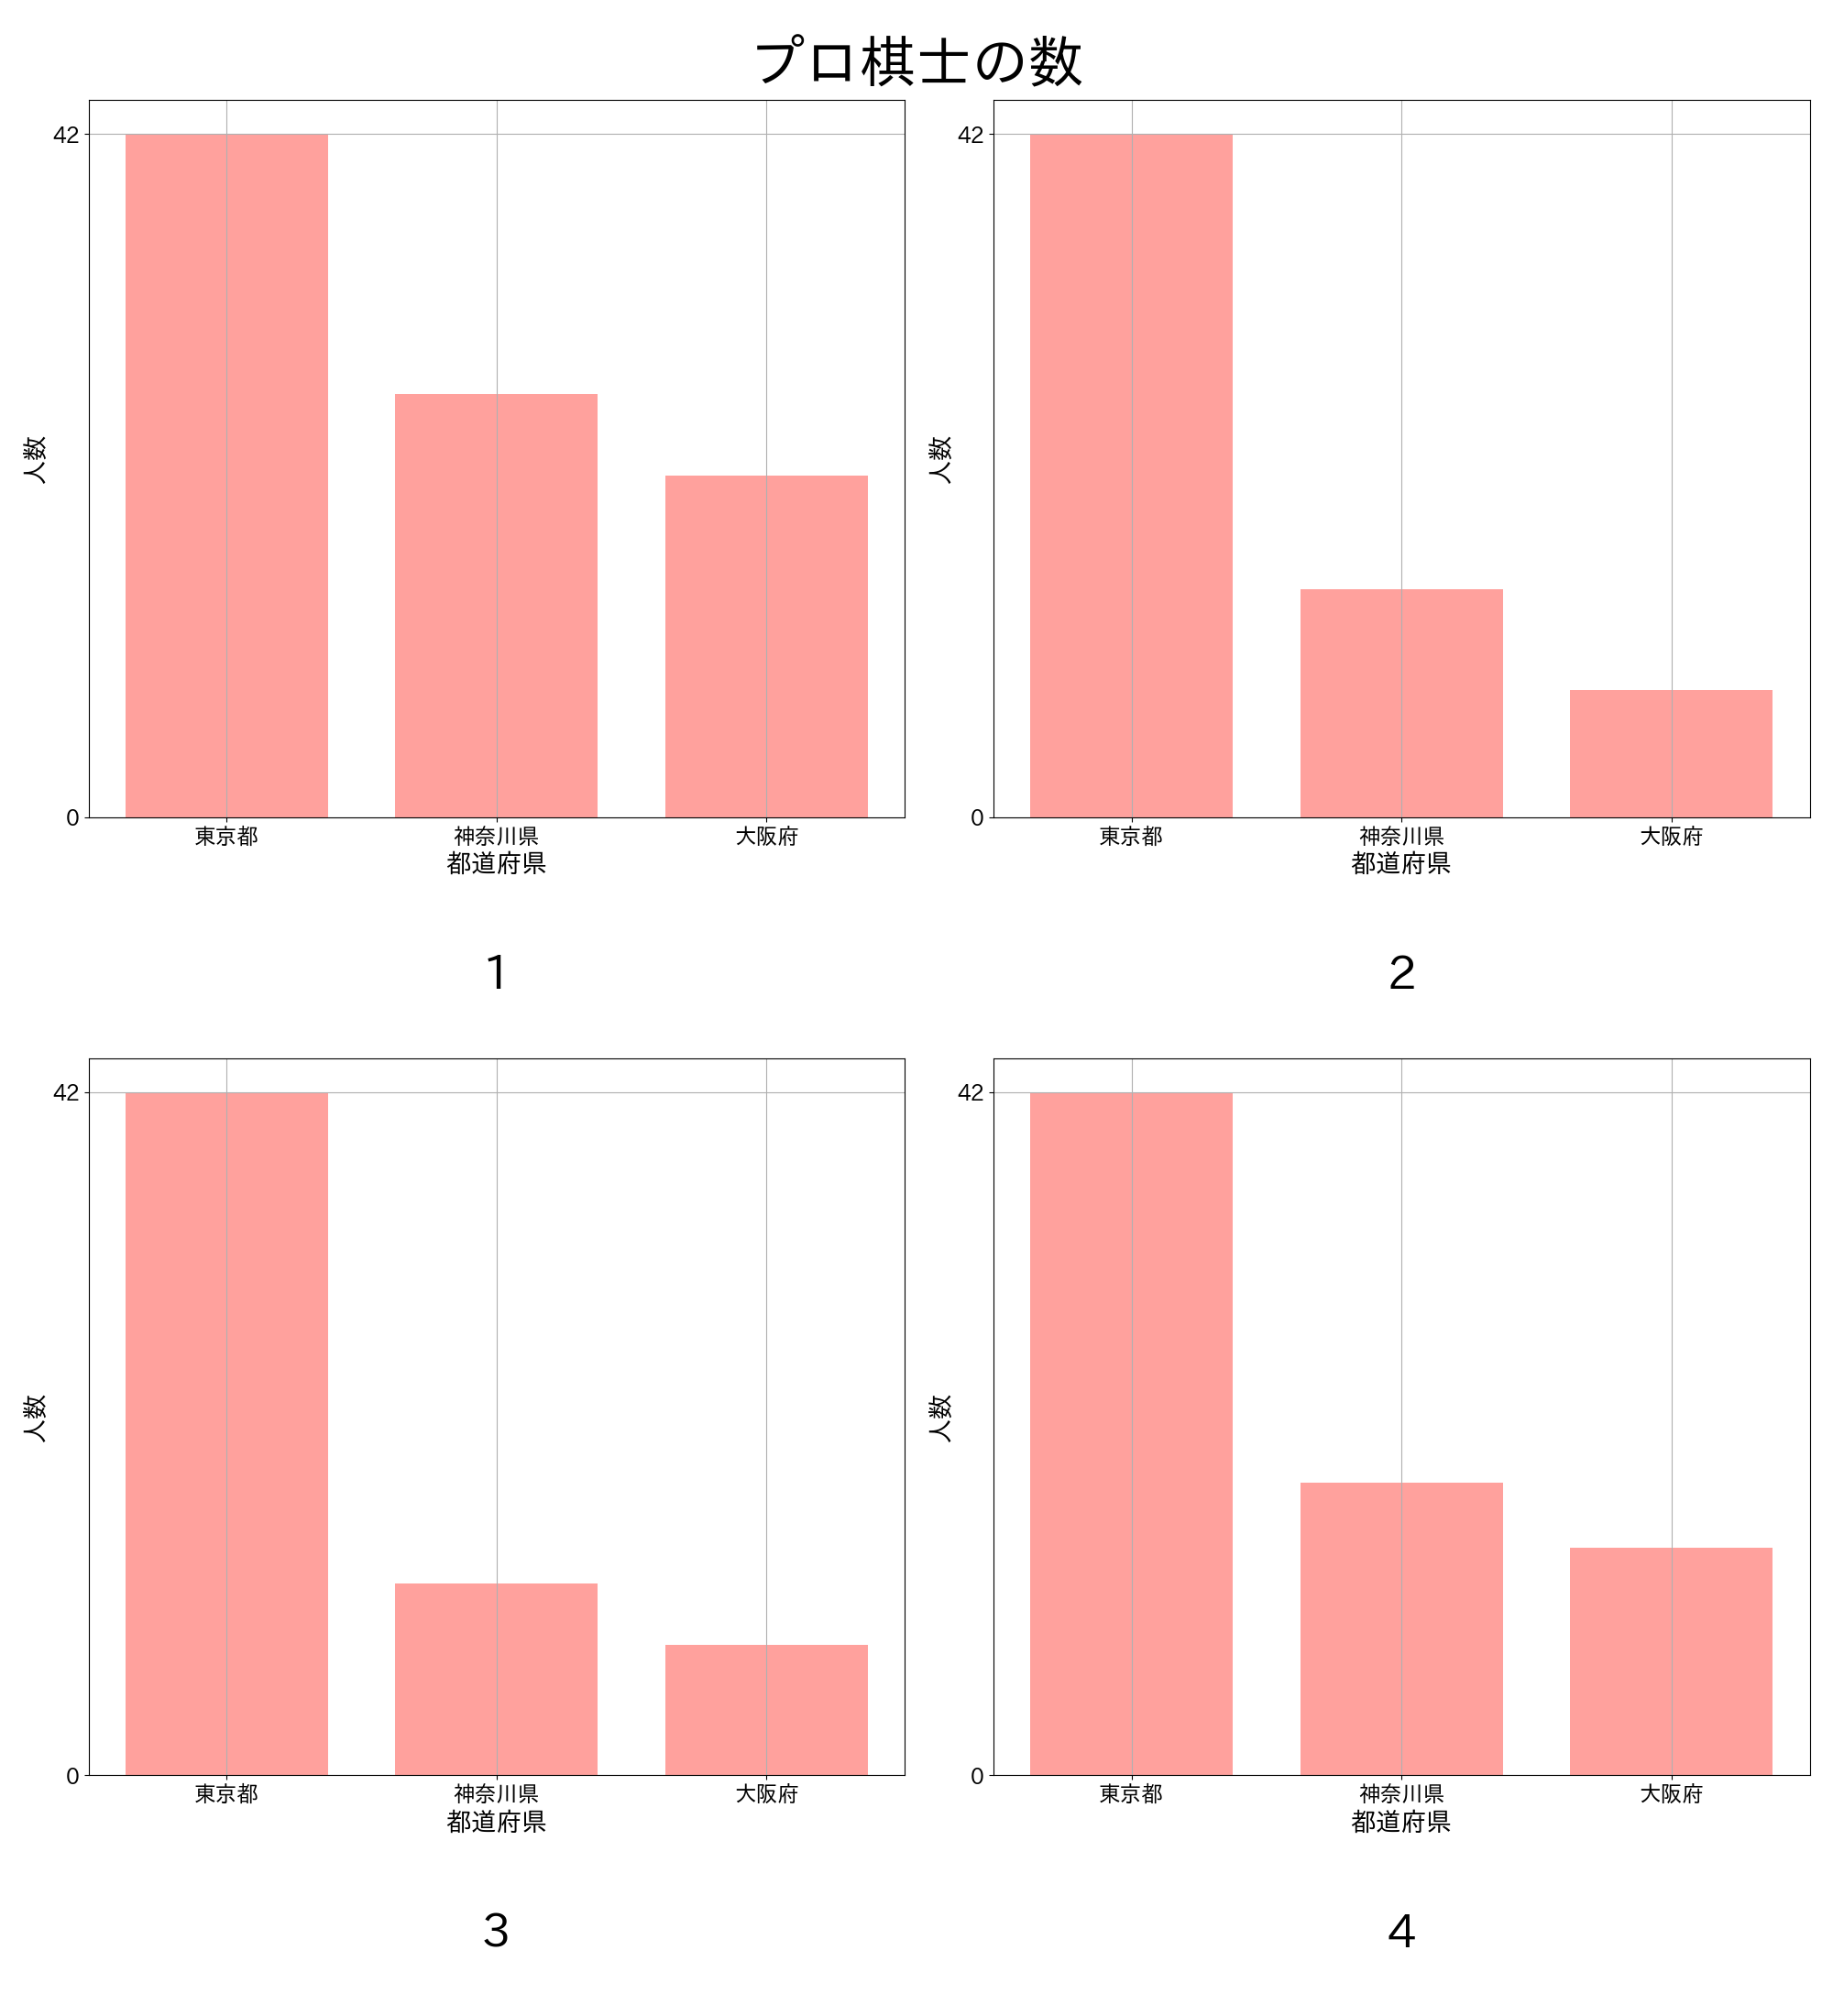 プロ棋士の数
42
人数
0
東京都 神奈川県 大阪府
都道府県
1
42
人数
0
東京都 神奈川県 大阪府
都道府県
2
42
人数
0
東京都 神奈川県 大阪府
都道府県
3
42
人数
0
東京都 神奈川県 大阪府
都道府県
4